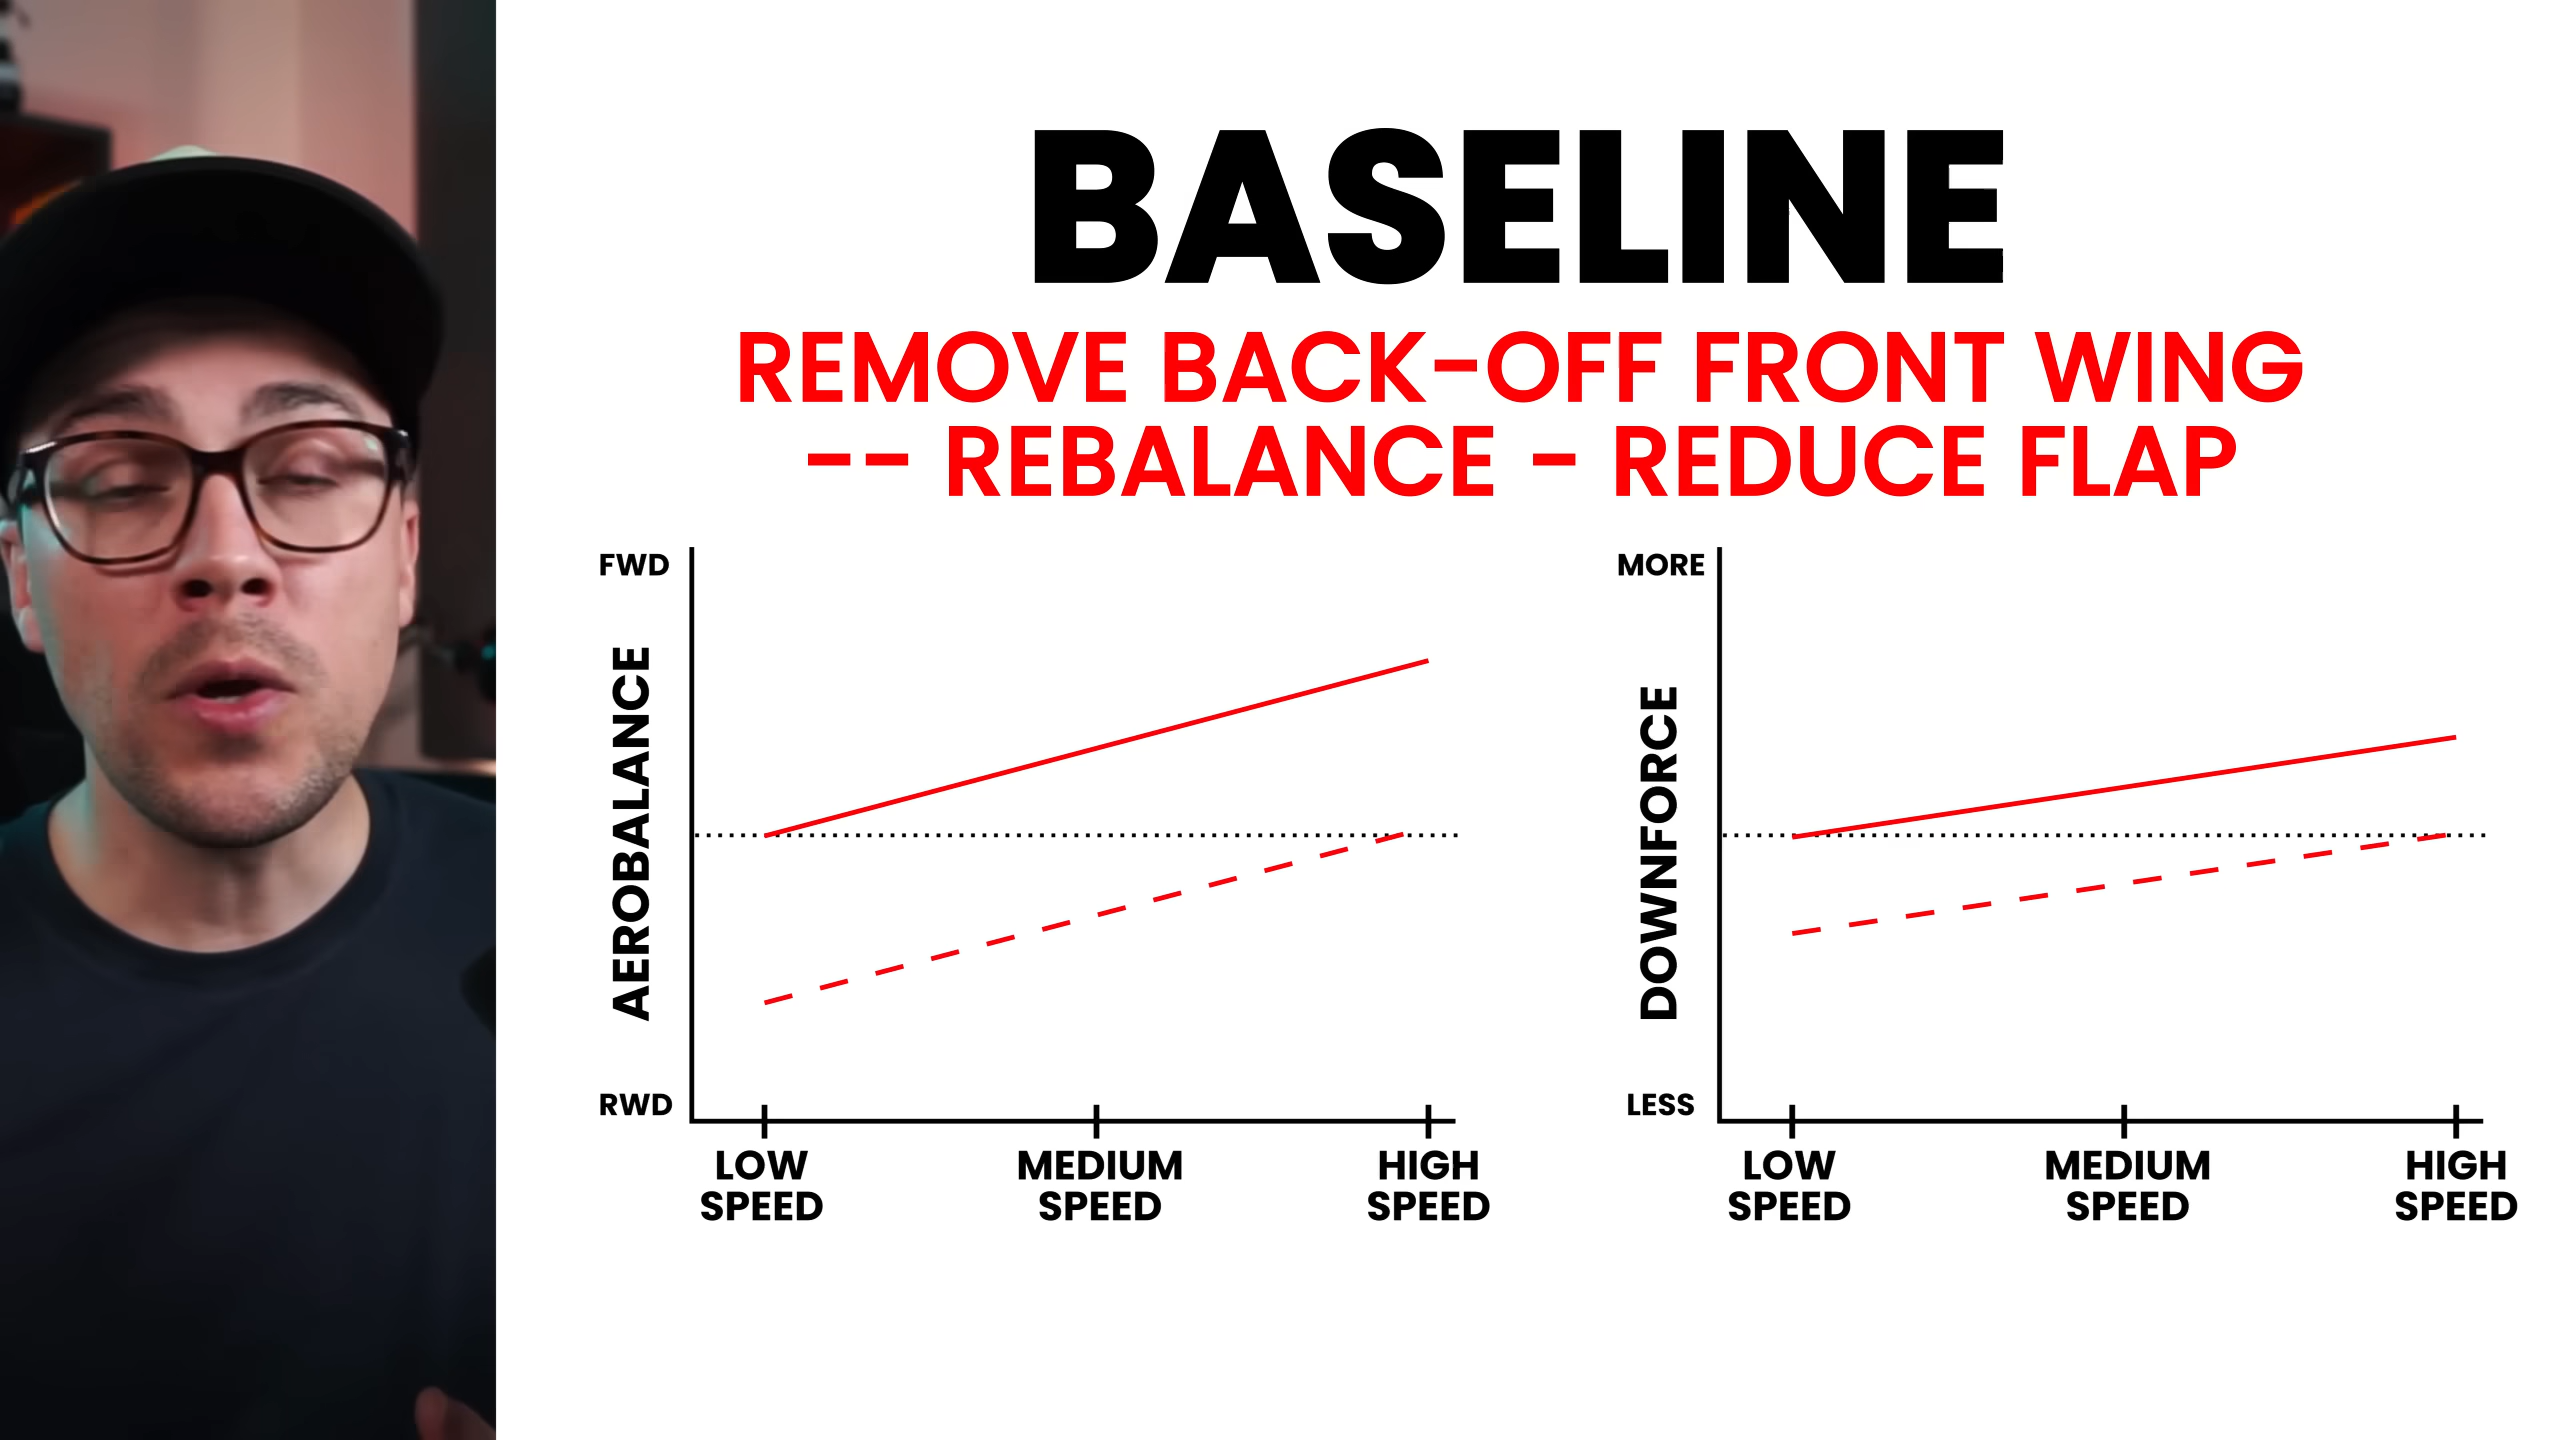 BASELINE
REMOVE BACK-OFF FRONT WING
-- REBALANCE - REDUCE FLAP
FWD
AEROBALANCE
RWD
LOW
SPEED
MEDIUM
SPEED
HIGH
SPEED
MORE
DOWNFORCE
LESS
LOW
SPEED
MEDIUM
SPEED
HIGH
SPEED